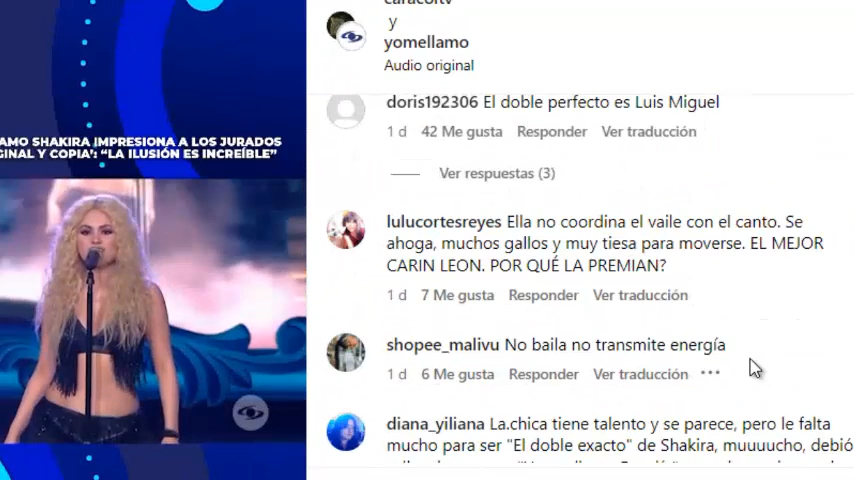 caracoltv
y
yomellamo
Audio original
doris192306 El doble perfecto es Luis Miguel
1 d 42 Me gusta Responder Ver traducción
Ver respuestas (3)
AMO SHAKIRA IMPRESIONA A LOS JURADOS
GINAL Y COPIA': “LA ILUSIÓN ES INCREÍBLE”
lulucortesreyes Ella no coordina el vaile con el canto. Se
ahoga, muchos gallos y muy tiesa para moverse. EL MEJOR
CARIN LEON. POR QUÉ LA PREMIAN?
1 d 7 Me gusta Responder Ver traducción
shopee_malivu No baila no transmite energía
1 d 6 Me gusta Responder Ver traducción ...
diana_yiliana La.chica tiene talento y se parece, pero le falta
mucho para ser "El doble exacto" de Shakira, muuuucho, debió